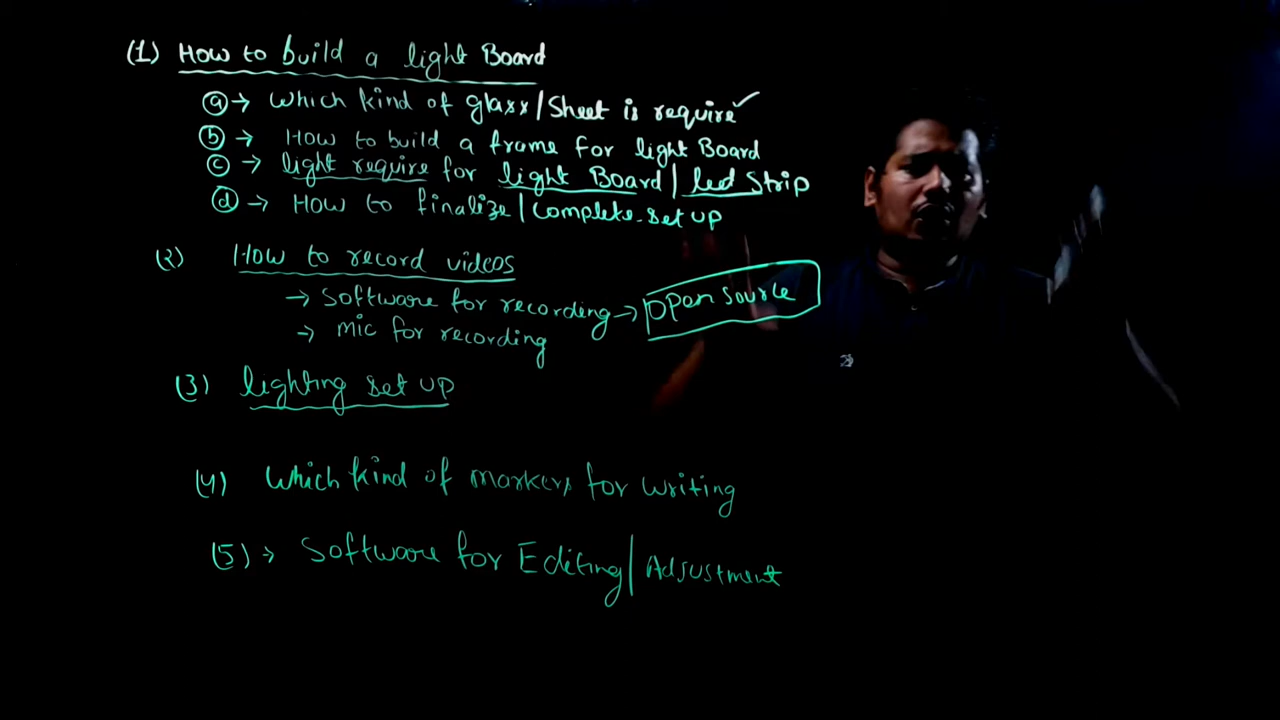 (1) How to build a light Board
(a) → which kind of glass/Sheet is require ✓
(b) → How to build a frame for light Board
(c) → light require for light Board/led Strip
(d) → How to finalize/Complete set up
(2) How to record videos
→ software for recording → Open source
→ mic for recording
(3) lighting set up
(4) Which kind of markers for writing
(5) → Software for Editing/Adjustment